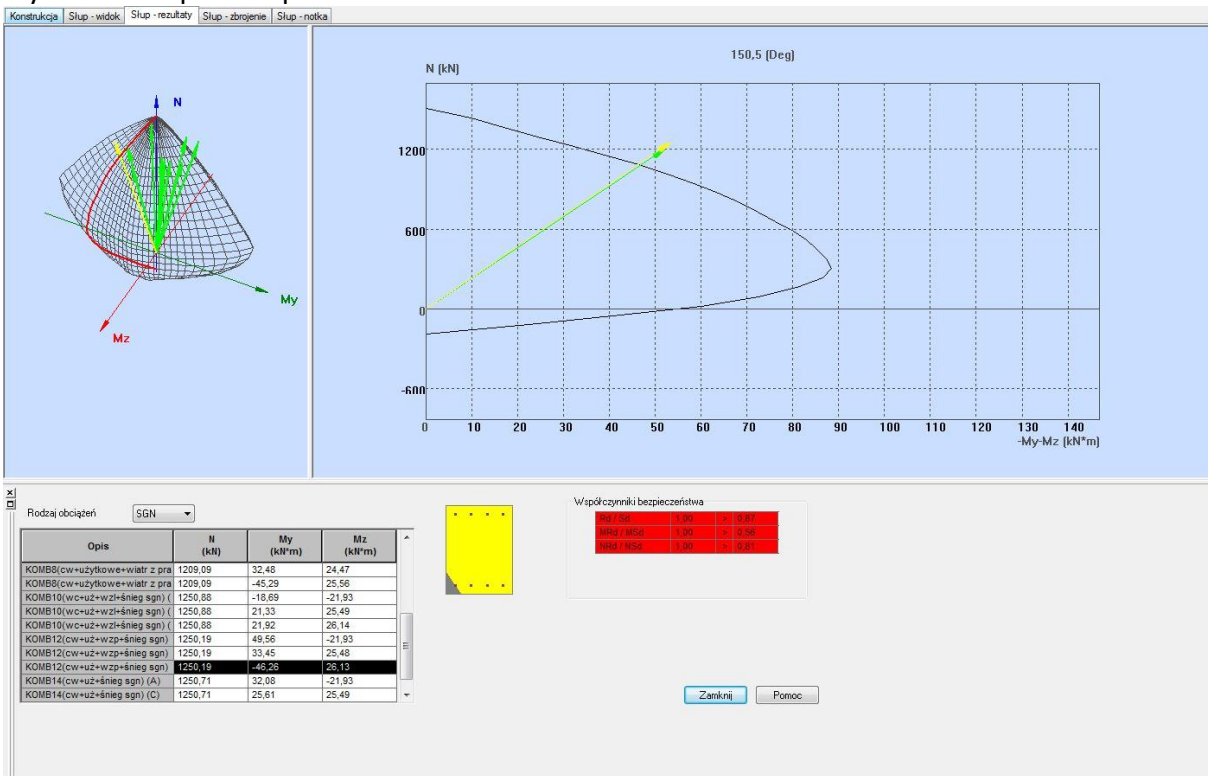 Konstrukcja Słup - widok Słup - rezultaty Słup - zbrojenie Słup - notka
150,5 (Deg)
N (kN)
N
My
Mz
1200
600
0
-600
0 10 20 30 40 50 60 70 80 90 100 110 120 130 140
-My-Mz (kN*m)
Rodzaj obciążeń SGN
Współczynniki bezpieczeństwa
Rd / Sd 1,00 > 0,87
MRd / MSd 1,00 > 0,56
NRd / NSd 1,00 > 0,81
Opis N (kN) My (kN*m) Mz (kN*m)
KOMB8(cw+użytkowe+wiatr z pra 1209,09 32,48 24,47
KOMB8(cw+użytkowe+wiatr z pra 1209,09 -45,29 25,56
KOMB10(wc+uż+wzl+śnieg sgn) ( 1250,88 -18,69 -21,93
KOMB10(wc+uż+wzl+śnieg sgn) ( 1250,88 21,33 25,49
KOMB10(wc+uż+wzl+śnieg sgn) ( 1250,88 21,92 26,14
KOMB12(cw+uż+wzp+śnieg sgn) 1250,19 49,56 -21,93
KOMB12(cw+uż+wzp+śnieg sgn) 1250,19 33,45 25,48
KOMB12(cw+uż+wzp+śnieg sgn) 1250,19 -46,26 26,13
KOMB14(cw+uż+śnieg sgn) (A) 1250,71 32,08 -21,93
KOMB14(cw+uż+śnieg sgn) (C) 1250,71 25,61 25,49
Zamknij Pomoc